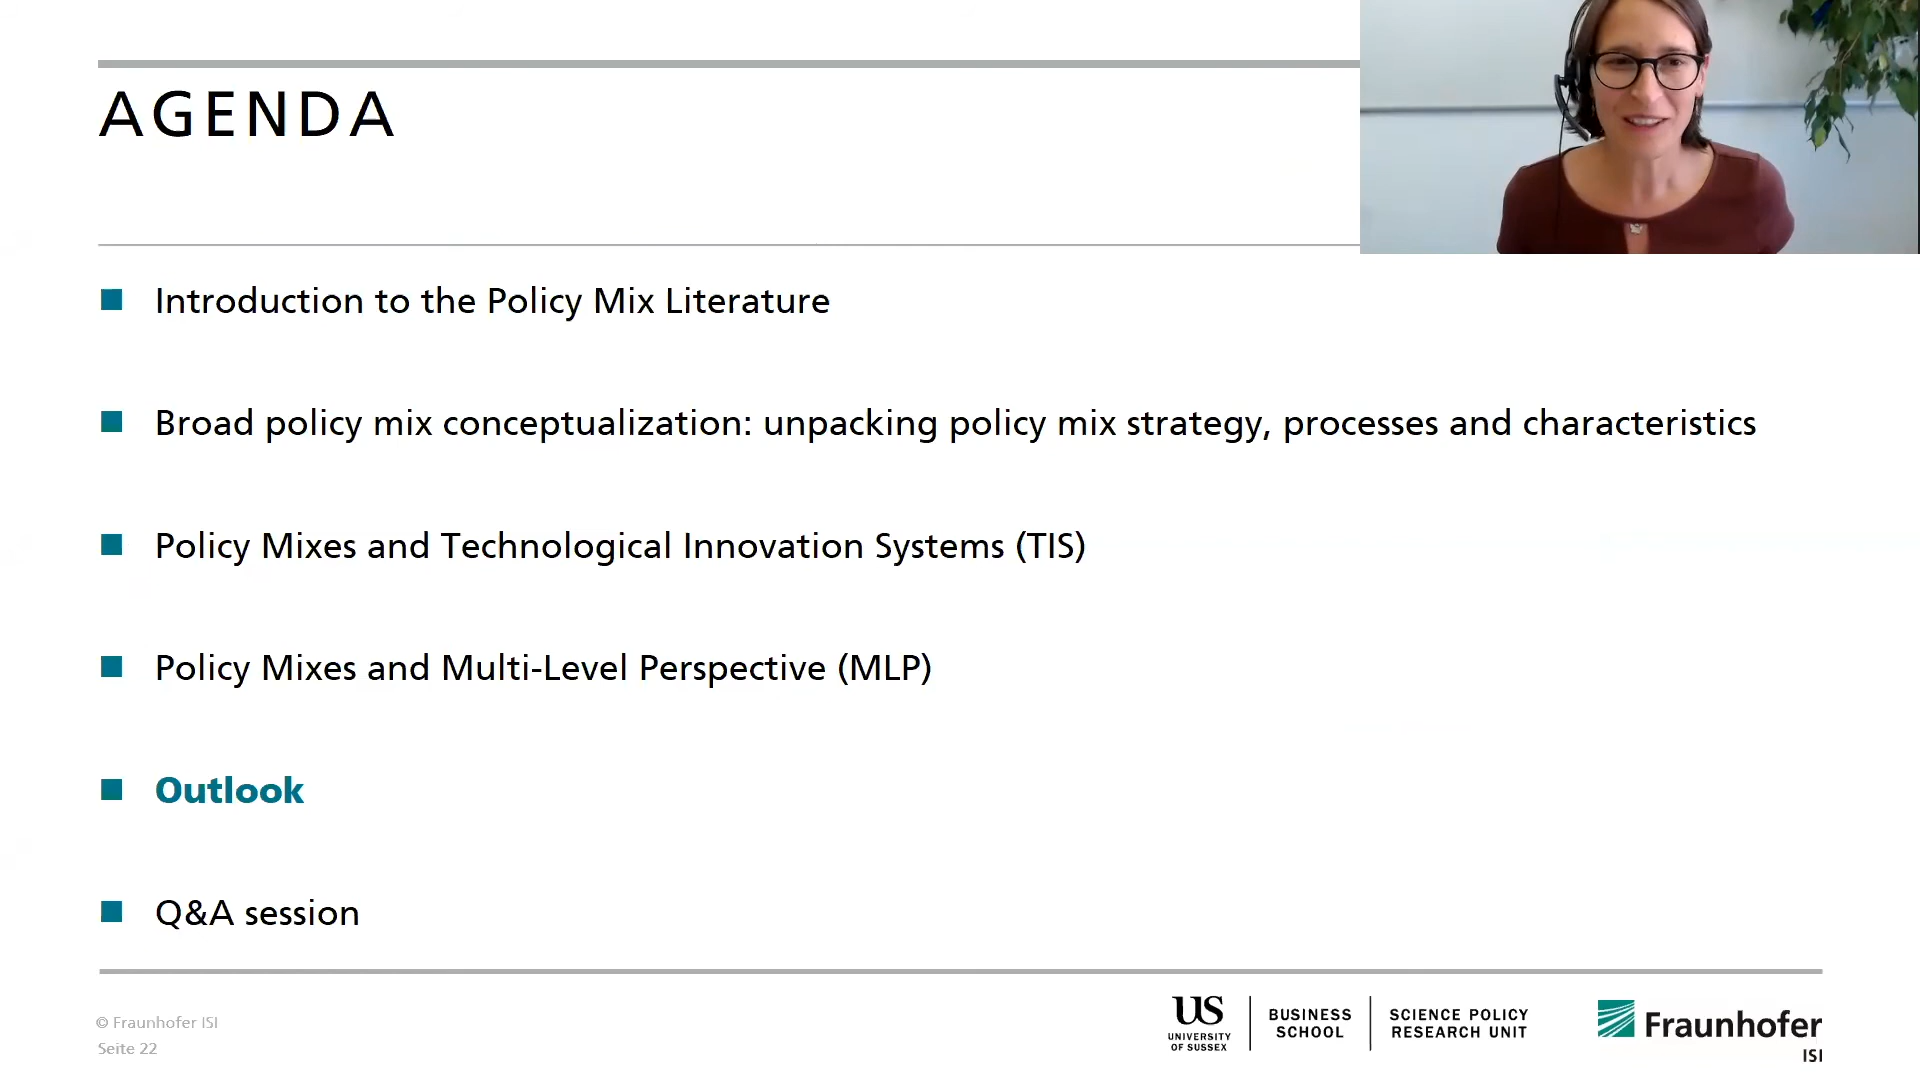 AGENDA
Introduction to the Policy Mix Literature
Broad policy mix conceptualization: unpacking policy mix strategy, processes and characteristics
Policy Mixes and Technological Innovation Systems (TIS)
Policy Mixes and Multi-Level Perspective (MLP)
Outlook
Q&A session
© Fraunhofer ISI
Seite 22
US
UNIVERSITY
OF SUSSEX
BUSINESS
SCHOOL
SCIENCE POLICY
RESEARCH UNIT
Fraunhofer
ISI